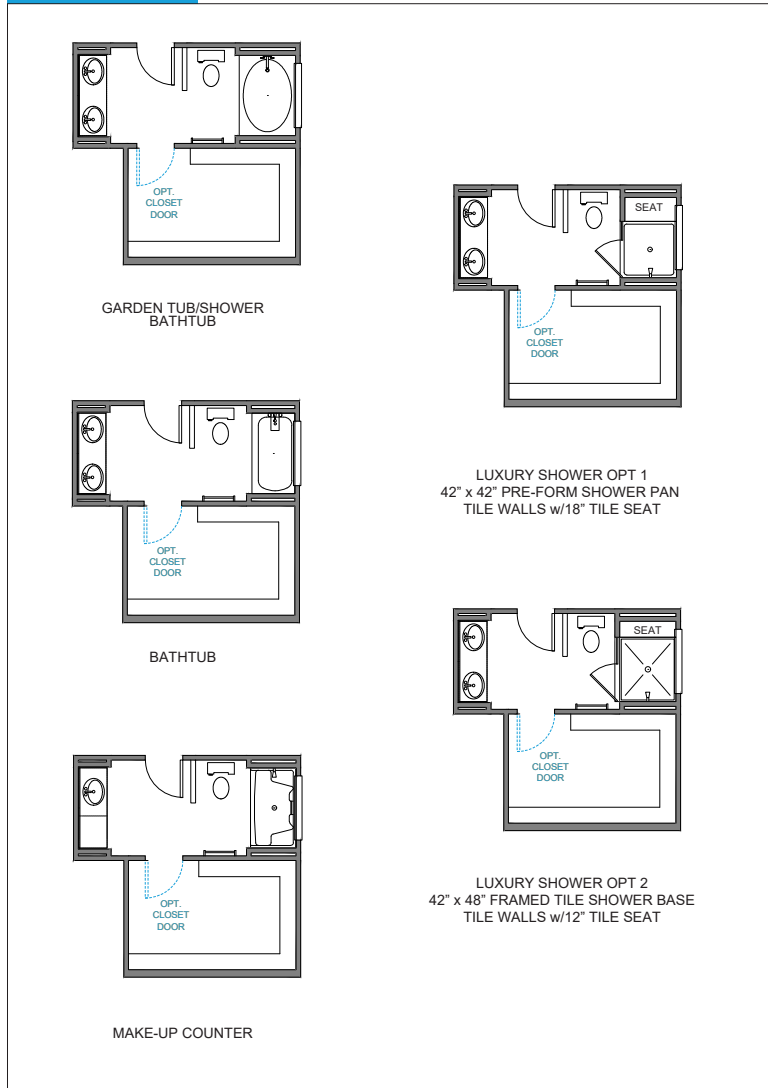 OPT.
CLOSET
DOOR
GARDEN TUB/SHOWER
BATHTUB
OPT.
CLOSET
DOOR
BATHTUB
OPT.
CLOSET
DOOR
MAKE-UP COUNTER
SEAT
OPT.
CLOSET
DOOR
LUXURY SHOWER OPT 1
42” x 42” PRE-FORM SHOWER PAN
TILE WALLS w/18” TILE SEAT
SEAT
OPT.
CLOSET
DOOR
LUXURY SHOWER OPT 2
42” x 48” FRAMED TILE SHOWER BASE
TILE WALLS w/12” TILE SEAT